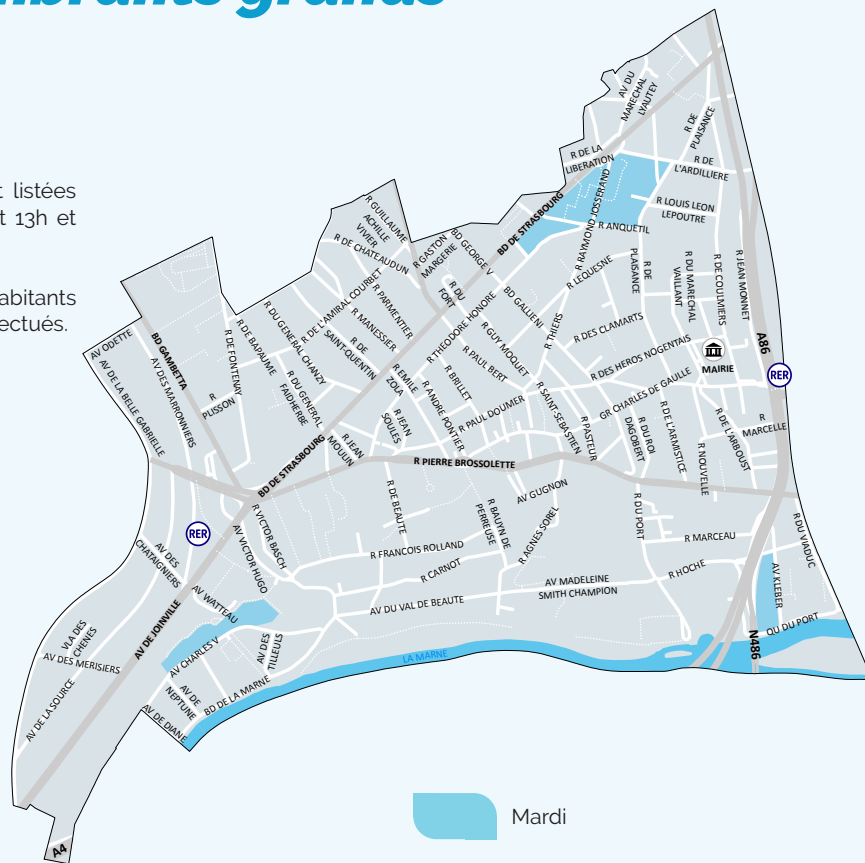 t listées
t 13h et
abitants
ectués.
AV DU
MARECHAL
LYAUTEY
R DE
PLAISANCE
R DE LA
LIBERATION
R DE
L'ARDILLIERE
R LOUIS LEON
LEPOUTRE
R ANQUETIL
R RAYMOND JOSSERAND
BD DE STRASBOURG
R GUILLAUME
ACHILLE
VIVIER
R DE CHATEAUDUN
R GASTON
MARGERIE
BD GEORGE V
R DU
FORT
BD GALLIENI
R LEQUESNE
R DE
PLAISANCE
R DU MARECHAL
VAILLANT
R DE COULMIERS
R JEAN MONNET
A86
R DE L'AMIRAL COURBET
R PARMENTIER
R MANESSIER
R DE
SAINT-QUENTIN
R DU GENERAL CHANZY
R DU GENERAL
FAIDHERBE
R DE BAPAUME
R DE FONTENAY
BD GAMBETTA
AV DES MARRONNIERS
AV ODETTE
AV DE LA BELLE GABRIELLE
R
PLISSON
R THEODORE HONORE
R GUY MOQUET
R PAUL BERT
R BRILLET
R EMILE
ZOLA
R ANDRE PONTIER
R JEAN
SOULES
R JEAN
MOULIN
R THIERS
R DES CLAMARTS
R DES HEROS NOGENTAIS
MAIRIE
RER
GR CHARLES DE GAULLE
R PAUL DOUMER
R SAINT-SEBASTIEN
R PASTEUR
R DU ROI
DAGOBERT
R DE L'ARMISTICE
R NOUVELLE
R DE L'ARBOUST
R
MARCELLE
BD DE STRASBOURG
R PIERRE BROSSOLETTE
AV GUGNON
R DE BEAUTE
R BAUYN DE
PERREUSE
R AGNES SOREL
R DU PORT
R MARCEAU
R HOCHE
R DU VIADUC
AV KLEBER
QU DU PORT
N486
RER
R VICTOR BASCH
AV VICTOR HUGO
R FRANCOIS ROLLAND
R CARNOT
AV DU VAL DE BEAUTE
AV MADELEINE
SMITH CHAMPION
AV DES
CHATAIGNIERS
AV WATTEAU
AV CHARLES V
AV DES
TILLEULS
LA MARNE
BD DE LA MARNE
AV DE
NEPTUNE
AV DE DIANE
AV DE JOINVILLE
VLA DES
CHENES
AV DES MERISIERS
AV DE LA SOURCE
A4
Mardi